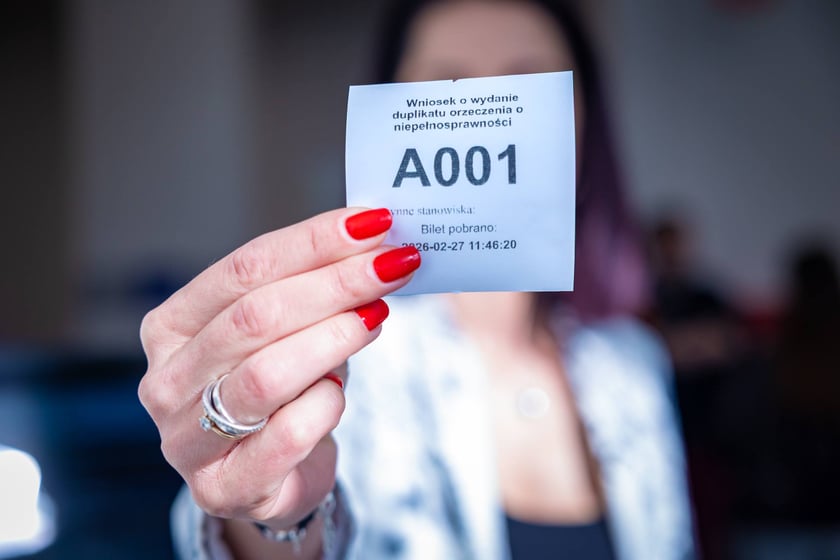 Wniosek o wydanie
duplikatu orzeczenia o
niepełnosprawności
A001
stanowiska:
Bilet pobrano:
2026-02-27 11:46:20